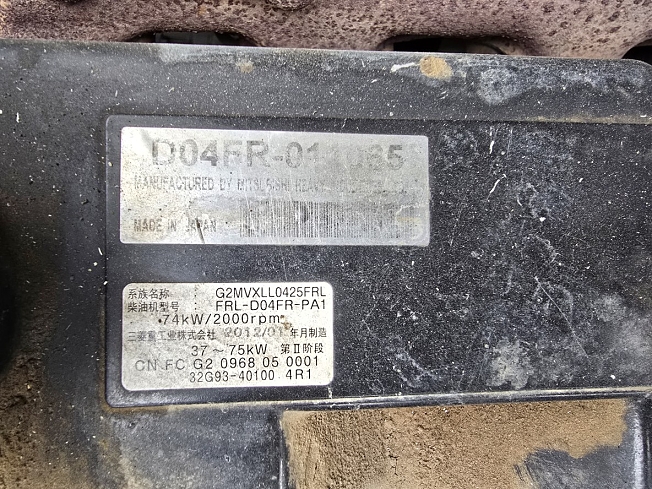 D04FR-011065
MANUFACTURED BY MITSUBISHI HEAVY
MADE IN JAPAN
系族名称 : G2MVXLL0425FRL
柴油机型号 : FRL-D04FR-PA1
74kW/2000rpm
三菱重工业株式会社 2012/01 年月制造
37～75kW 第Ⅱ阶段
CN FC G2 0968 05 0001
32G93-40100 4R1